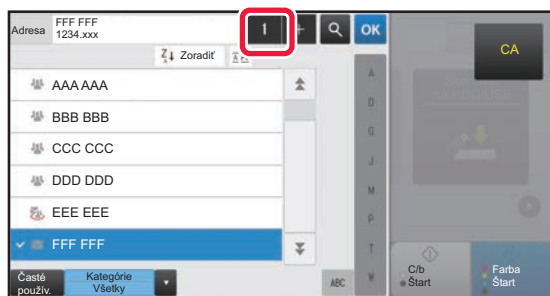 Adresa
FFF FFF
1234.xxx
1
+
OK
CA
Zoradiť
AAA AAA
BBB BBB
CCC CCC
DDD DDD
EEE EEE
FFF FFF
A
D
G
J
M
P
T
W
Časté
použív.
Kategórie
Všetky
ABC
C/b
Štart
Farba
Štart